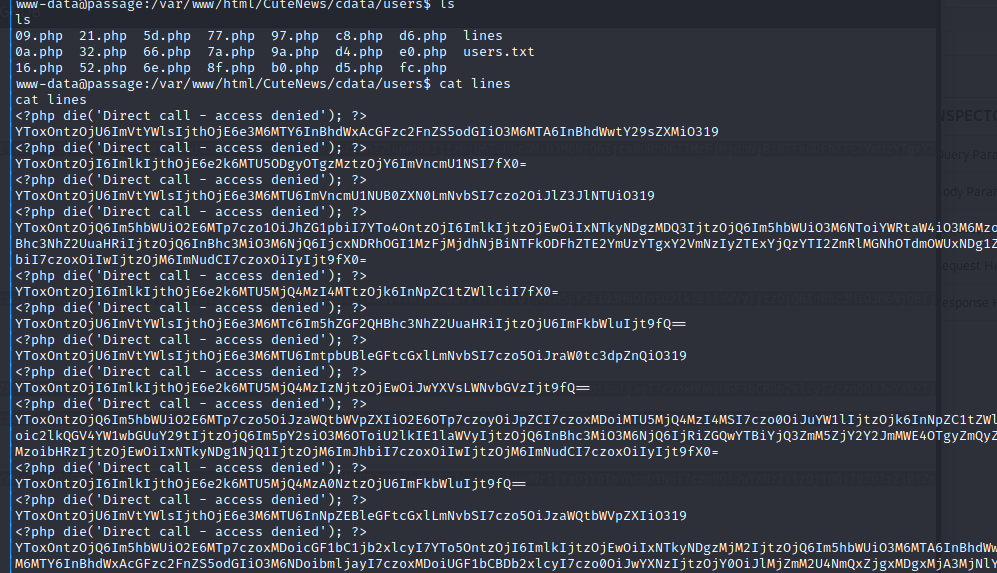 www-data@passage:/var/www/html/CuteNews/cdata/users$ ls
ls
09.php 21.php 5d.php 77.php 97.php c8.php d6.php lines
0a.php 32.php 66.php 7a.php 9a.php d4.php e0.php users.txt
16.php 52.php 6e.php 8f.php b0.php d5.php fc.php
www-data@passage:/var/www/html/CuteNews/cdata/users$ cat lines
cat lines
<?php die('Direct call - access denied'); ?>
YToxOntzOjU6ImVtYWlsIjthOjE6e3M6MTY6InBhdWxAcGFzc2FnZS5odGIiO3M6MTA6InBhdWwtY29sZXMiO319
<?php die('Direct call - access denied'); ?>
YToxOntzOjI6ImlkIjthOjE6e2k6MTU5ODgyOTgzMztzOjY6ImVncmU1NSI7fX0=
<?php die('Direct call - access denied'); ?>
YToxOntzOjU6ImVtYWlsIjthOjE6e3M6MTU6ImVncmU1NUB0ZXN0LmNvbSI7czo2OiJlZ3JlNTUiO319
<?php die('Direct call - access denied'); ?>
YToxOntzOjQ6Im5hbWUiO2E6MTp7czo1OiJhZG1pbiI7YTo4OntzOjI6ImlkIjtzOjEwOiIxNTkyNDgzMDQ3IjtzOjQ6Im5hbWUiO3M6NToiYWRtaW4iO3M6Mzo
Bhc3NhZ2UuaHRiIjtzOjQ6InBhc3MiO3M6NjQ6IjcxNDRhOGI1MzFjMjdhNjBiNTFkODFhZTE2YmUzYTgxY2VmNzIyZTExYjQzYTI2ZmRlMGNhOTdmOWUxNDg1Z
biI7czoxOiIwIjtzOjM6ImNudCI7czoxOiIyIjt9fX0=
<?php die('Direct call - access denied'); ?>
YToxOntzOjI6ImlkIjthOjE6e2k6MTU5MjQ4MzI4MTtzOjk6InNpZC1tZWllciI7fX0=
<?php die('Direct call - access denied'); ?>
YToxOntzOjU6ImVtYWlsIjthOjE6e3M6MTc6Im5hZGF2QHBhc3NhZ2UuaHRiIjtzOjU6ImFkbWluIjt9fQ==
<?php die('Direct call - access denied'); ?>
YToxOntzOjU6ImVtYWlsIjthOjE6e3M6MTU6ImtpbUBleGFtcGxlLmNvbSI7czo5OiJraW0tc3dpZnQiO319
<?php die('Direct call - access denied'); ?>
YToxOntzOjI6ImlkIjthOjE6e2k6MTU5MjQ4MzIzNjtzOjEwOiJwYXVsLWNvbGVzIjt9fQ==
<?php die('Direct call - access denied'); ?>
YToxOntzOjQ6Im5hbWUiO2E6MTp7czo5OiJzaWQtbWVpZXIiO2E6OTp7czoyOiJpZCI7czoxMDoiMTU5MjQ4MzI4MSI7czo0OiJuYW1lIjtzOjk6InNpZC1tZWl
oic2lkQGV4YW1wbGUuY29tIjtzOjQ6Im5pY2siO3M6OToiU2lkIE1laWVyIjtzOjQ6InBhc3MiO3M6NjQ6IjRiZGQwYTBiYjQ3ZmM5ZjY2Y2JmMWE4OTgyZmQyZ
MzoibHRzIjtzOjEwOiIxNTkyNDg1NjQ1IjtzOjM6ImJhbiI7czoxOiIwIjtzOjM6ImNudCI7czoxOiIyIjt9fX0=
<?php die('Direct call - access denied'); ?>
YToxOntzOjI6ImlkIjthOjE6e2k6MTU5MjQ4MzA0NztzOjU6ImFkbWluIjt9fQ==
<?php die('Direct call - access denied'); ?>
YToxOntzOjU6ImVtYWlsIjthOjE6e3M6MTU6InNpZEBleGFtcGxlLmNvbSI7czo5OiJzaWQtbWVpZXIiO319
<?php die('Direct call - access denied'); ?>
YToxOntzOjQ6Im5hbWUiO2E6MTp7czoxMDoicGF1bC1jb2xlcyI7YTo5OntzOjI6ImlkIjtzOjEwOiIxNTkyNDgzMjM2IjtzOjQ6Im5hbWUiO3M6MTA6InBhdWw
M6MTY6InBhdWxAcGFzc2FnZS5odGIiO3M6NDoibmljayI7czoxMDoiUGF1bCBDb2xlcyI7czo0OiJwYXNzIjtzOjY0OiJlMjZmM2U4NmQxZjgxMDgxMjA3MjNlY